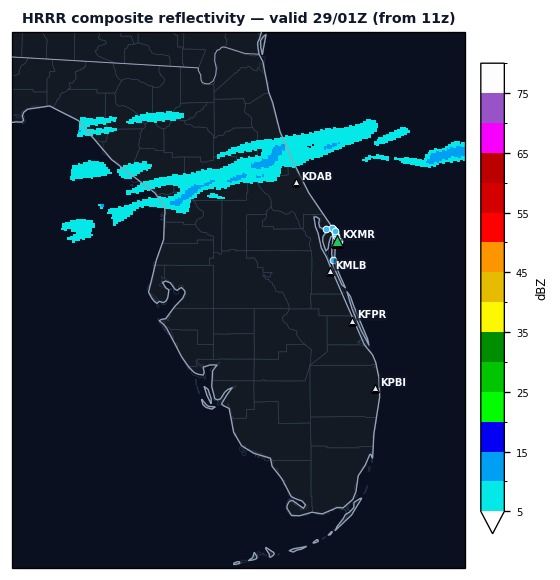 HRRR composite reflectivity — valid 29/01Z (from 11z)
KDAB
KXMR
KMLB
KFPR
KPBI
75
65
55
45
35
25
15
5
dBZ